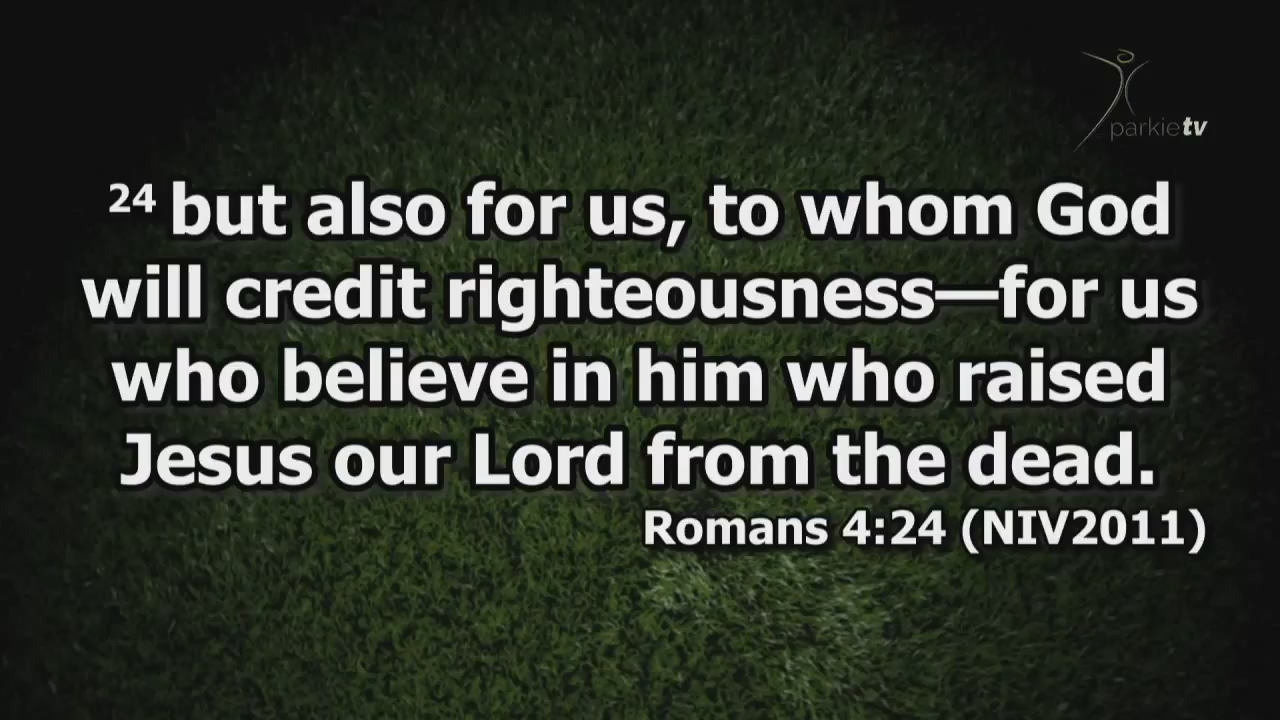 parkietv
24 but also for us, to whom God
will credit righteousness—for us
who believe in him who raised
Jesus our Lord from the dead.
Romans 4:24 (NIV2011)